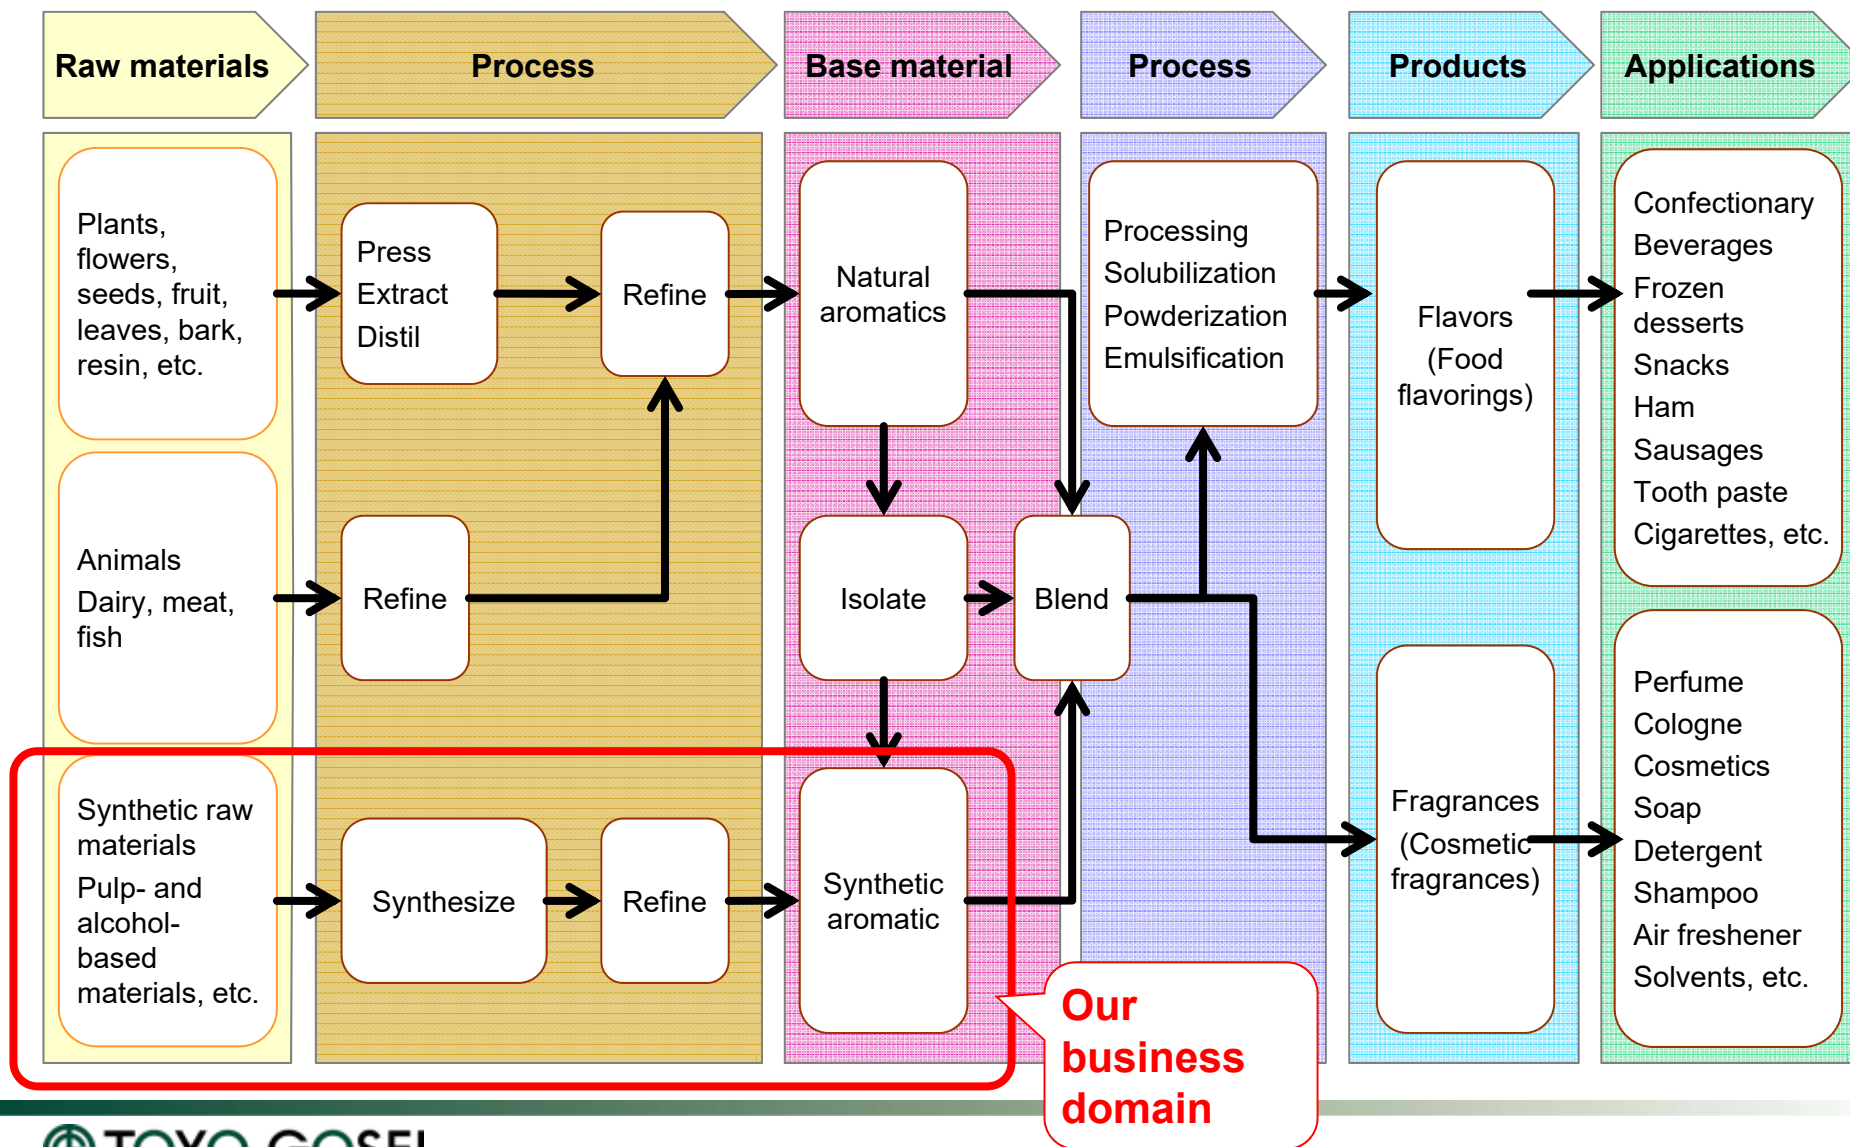 Raw materials
Process
Base material
Process
Products
Applications
Plants,
flowers,
seeds, fruit,
leaves, bark,
resin, etc.
Press
Extract
Distil
Refine
Natural
aromatics
Processing
Solubilization
Powderization
Emulsification
Flavors
(Food
flavorings)
Confectionary
Beverages
Frozen
desserts
Snacks
Ham
Sausages
Tooth paste
Cigarettes, etc.
Animals
Dairy, meat,
fish
Refine
Isolate
Blend
Synthetic raw
materials
Pulp- and
alcohol-
based
materials, etc.
Synthesize
Refine
Synthetic
aromatic
Fragrances
(Cosmetic
fragrances)
Perfume
Cologne
Cosmetics
Soap
Detergent
Shampoo
Air freshener
Solvents, etc.
Our
business
domain
TOYO GOSEI